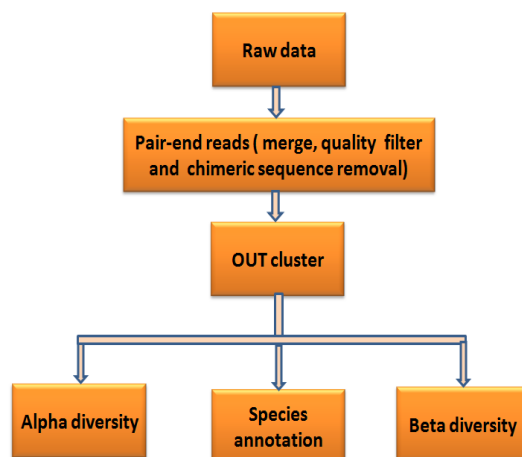 Raw data
Pair-end reads ( merge, quality filter
and chimeric sequence removal)
OUT cluster
Alpha diversity
Species
annotation
Beta diversity